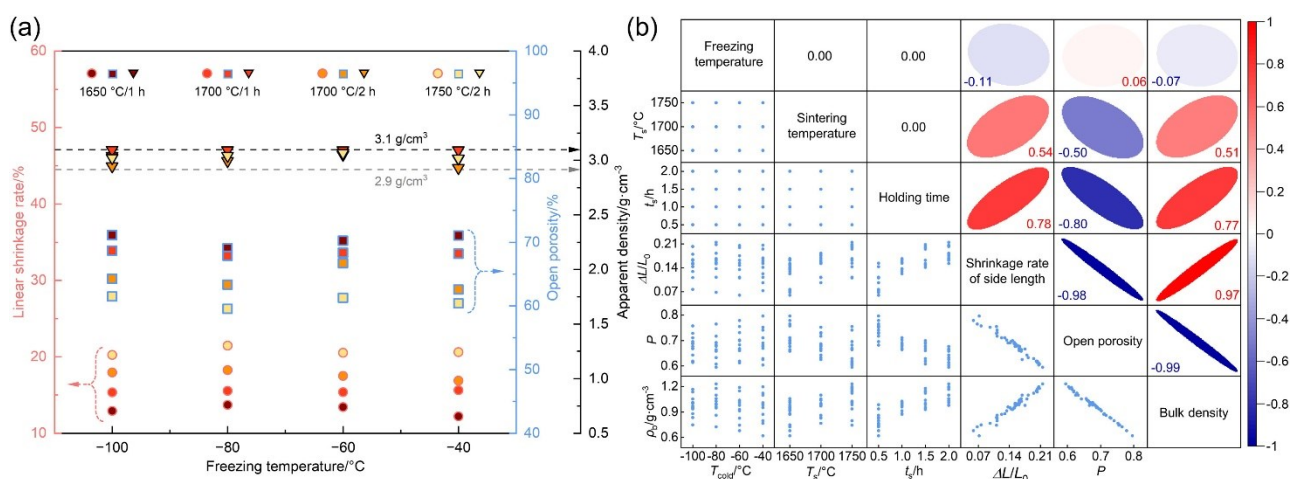 (a)
Linear shrinkage rate/%
60
50
40
30
20
10
1650 °C/1 h
1700 °C/1 h
1700 °C/2 h
1750 °C/2 h
3.1 g/cm³
2.9 g/cm³
−100
−80
−60
−40
Freezing temperature/°C
100
90
80
70
60
50
40
Open porosity/%
4.0
3.5
3.0
2.5
2.0
1.5
1.0
0.5
Apparent density/g·cm⁻³
(b)
Freezing
temperature
0.00
0.00
-0.11
0.06
-0.07
Tₛ/°C
1750
1700
1650
Sintering
temperature
0.00
0.54
-0.50
0.51
tₛ/h
2.0
1.5
1.0
0.5
Holding time
0.78
-0.80
0.77
ΔL/L₀
0.21
0.14
0.07
Shrinkage rate
of side length
-0.98
0.97
P
0.8
0.7
0.6
Open porosity
-0.99
ρb/g·cm⁻³
1.2
0.9
0.6
Bulk density
-100 -80 -60 -40
1650 1700 1750
0.5 1.0 1.5 2.0
0.07 0.14 0.21
0.6 0.7 0.8
Tcold/°C
Tₛ/°C
tₛ/h
ΔL/L₀
P
1
0.8
0.6
0.4
0.2
0
-0.2
-0.4
-0.6
-0.8
-1